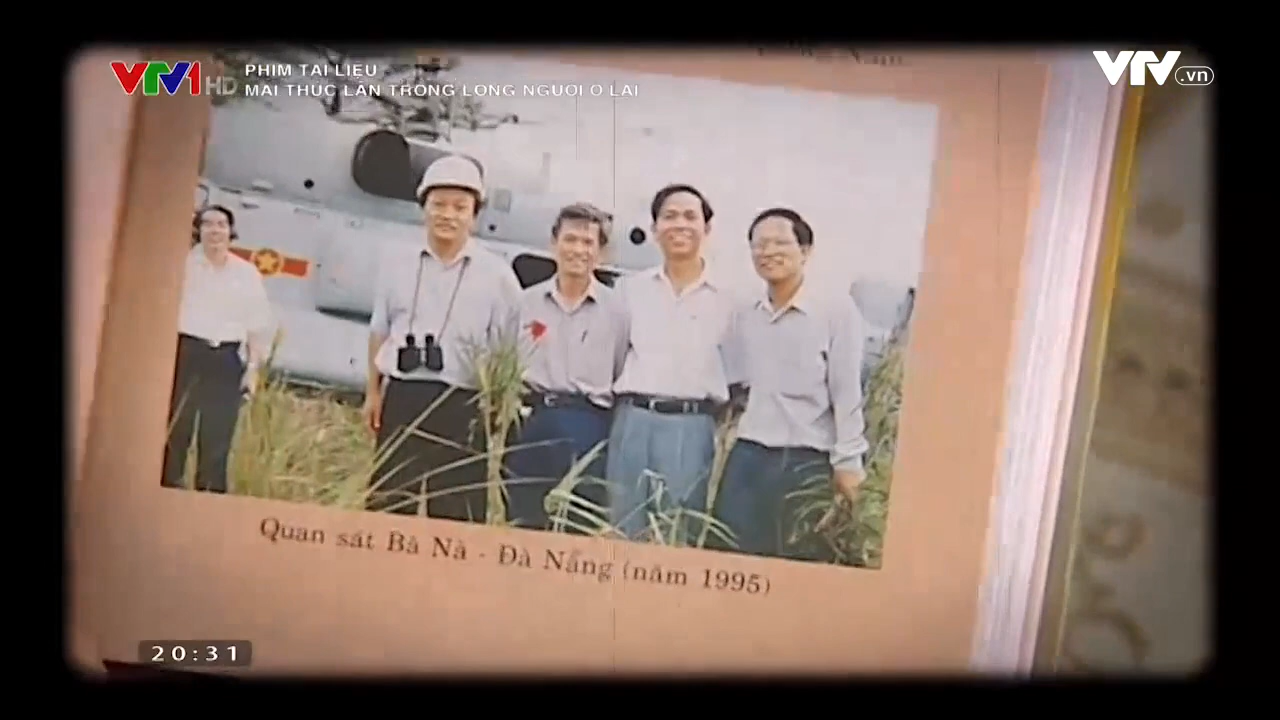 VTV1 HD
PHIM TÀI LIỆU
MAI THÚC LÂN TRONG LÒNG NGƯỜI Ở LẠI
VTV.vn
Quan sát Bà Nà - Đà Nẵng (năm 1995)
20:31